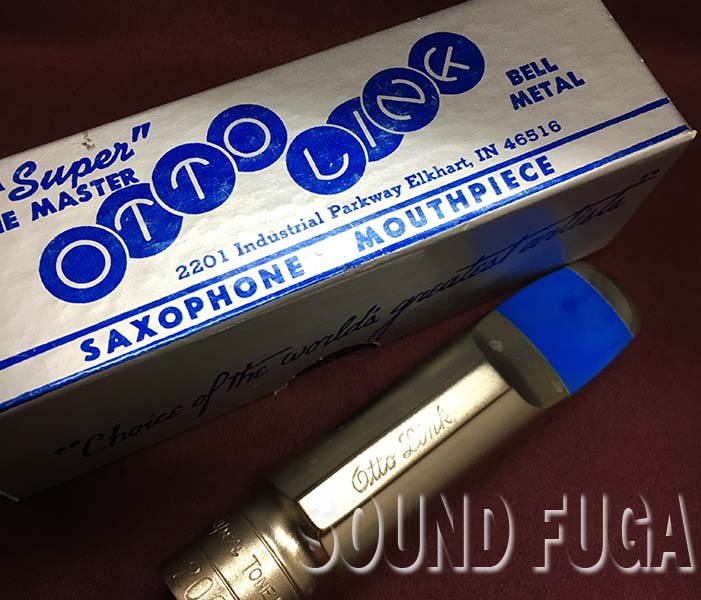 "Super"
THE MASTER
OTTO LINK
BELL
METAL
2201 Industrial Parkway Elkhart, IN 46516
SAXOPHONE MOUTHPIECE
"Choice of the world's greatest artists"
Otto Link
SOUND FUGA